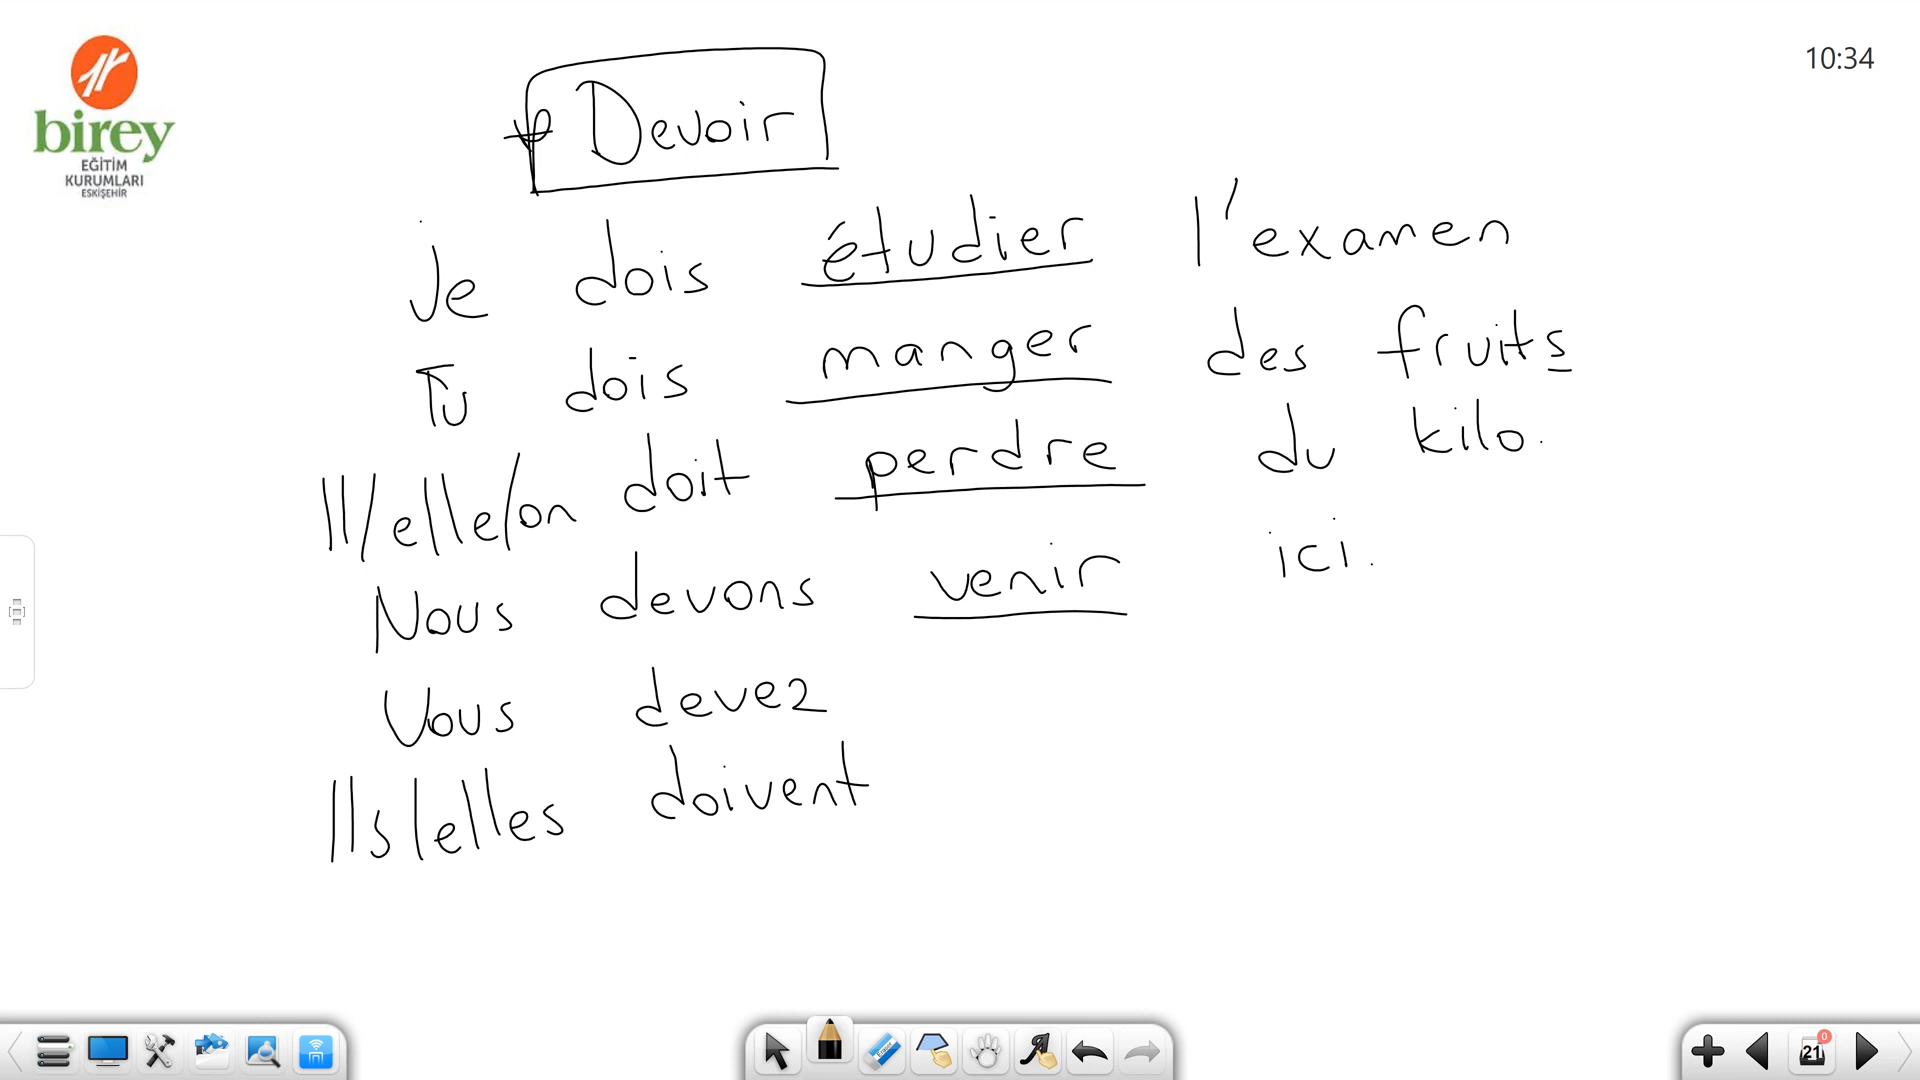 10:34
birey
EĞİTİM
KURUMLARI
ESKİŞEHİR
Devoir
Je dois étudier l'examen
Tu dois manger des fruits
Il/elle/on doit perdre du kilo.
Nous devons venir ici.
Vous devez
Ils/elles doivent
21
0